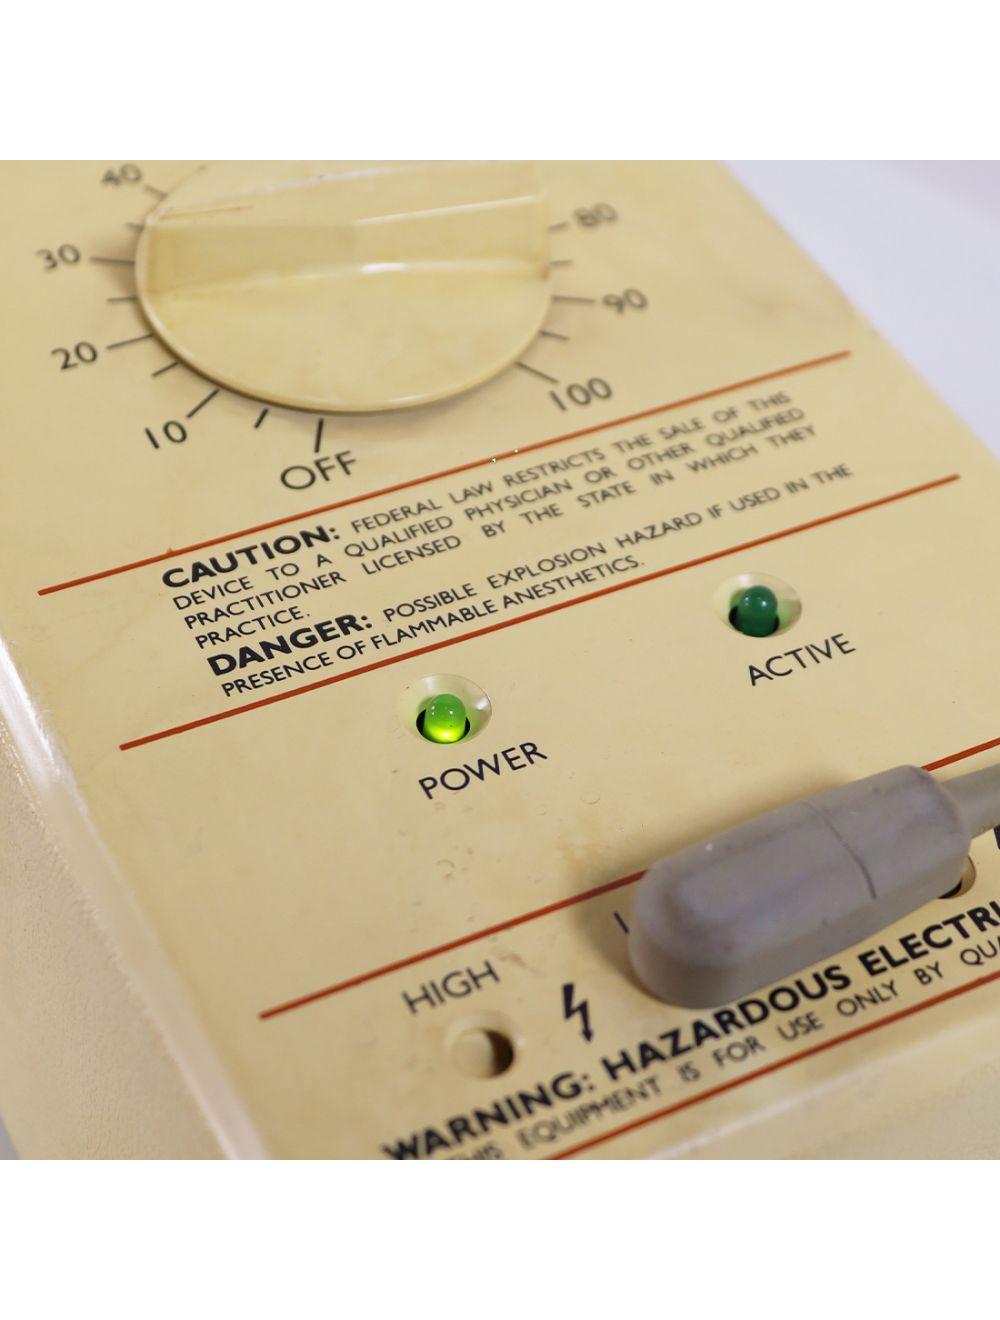 40
30
20
10
OFF
80
90
100
CAUTION: FEDERAL LAW RESTRICTS THE SALE OF THIS
DEVICE TO A QUALIFIED PHYSICIAN OR OTHER QUALIFIED
PRACTITIONER LICENSED BY THE STATE IN WHICH THEY
PRACTICE.
DANGER: POSSIBLE EXPLOSION HAZARD IF USED IN THE
PRESENCE OF FLAMMABLE ANESTHETICS.
POWER
ACTIVE
HIGH
WARNING: HAZARDOUS ELECTRI
THIS EQUIPMENT IS FOR USE ONLY BY QUA